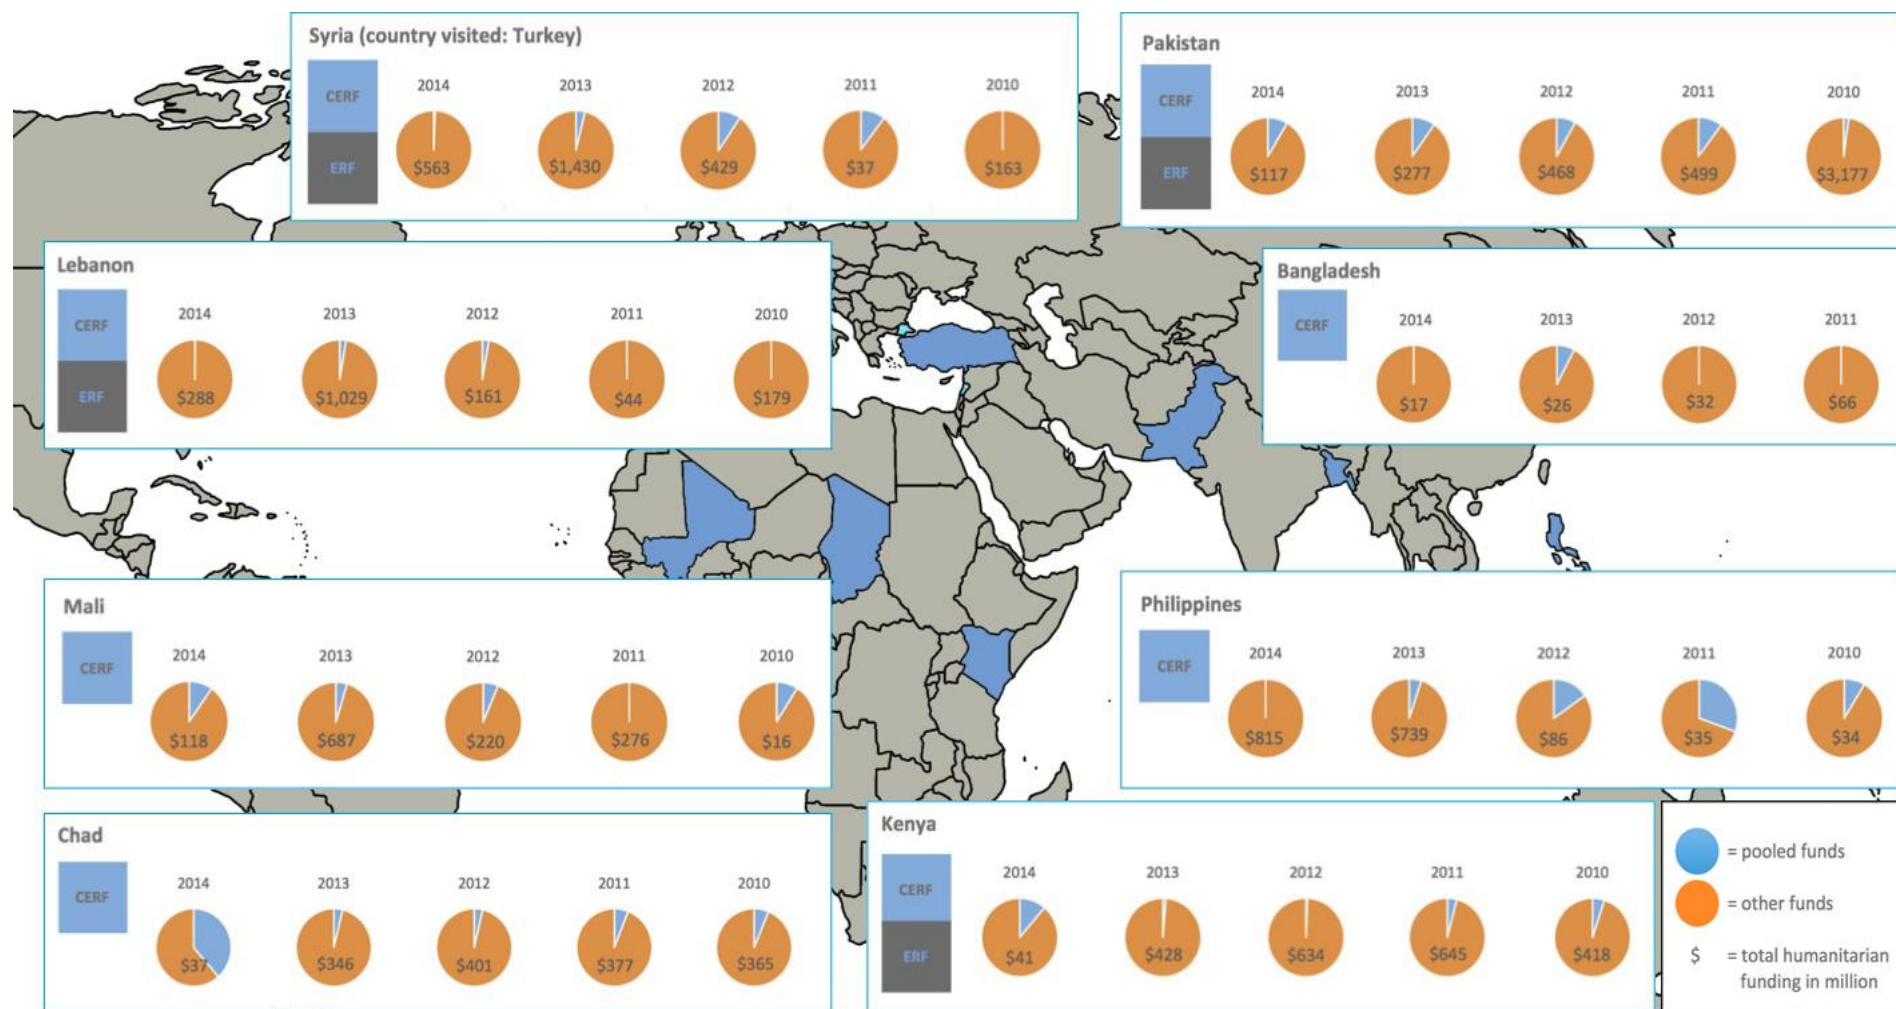 Syria (country visited: Turkey)
CERF
ERF
2014 2013 2012 2011 2010
$563 $1,430 $429 $37 $163
Pakistan
CERF
ERF
2014 2013 2012 2011 2010
$117 $277 $468 $499 $3,177
Lebanon
CERF
ERF
2014 2013 2012 2011 2010
$288 $1,029 $161 $44 $179
Bangladesh
CERF
2014 2013 2012 2011
$17 $26 $32 $66
Mali
CERF
2014 2013 2012 2011 2010
$118 $687 $220 $276 $16
Philippines
CERF
2014 2013 2012 2011 2010
$815 $739 $86 $35 $34
Chad
CERF
2014 2013 2012 2011 2010
$37 $346 $401 $377 $365
Kenya
CERF
ERF
2014 2013 2012 2011 2010
$41 $428 $634 $645 $418
= pooled funds
= other funds
$ = total humanitarian
funding in million